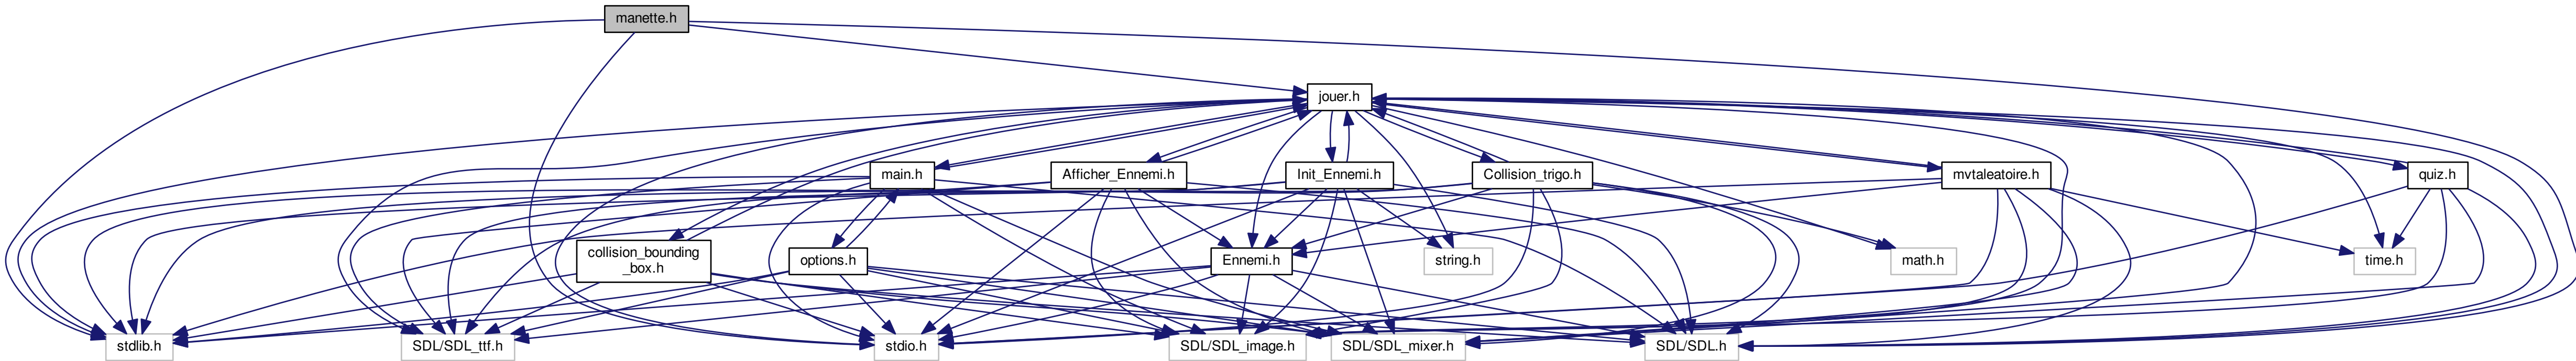 manette.h
jouer.h
main.h
Afficher_Ennemi.h
Init_Ennemi.h
Collision_trigo.h
mvtaleatoire.h
quiz.h
collision_bounding
_box.h
options.h
Ennemi.h
string.h
math.h
time.h
stdlib.h
SDL/SDL_ttf.h
stdio.h
SDL/SDL_image.h
SDL/SDL_mixer.h
SDL/SDL.h